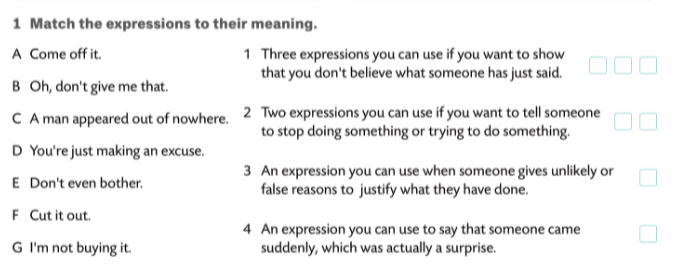 1 Match the expressions to their meaning.
A Come off it.
B Oh, don't give me that.
C A man appeared out of nowhere.
D You're just making an excuse.
E Don't even bother.
F Cut it out.
G I'm not buying it.
1 Three expressions you can use if you want to show
that you don't believe what someone has just said.
2 Two expressions you can use if you want to tell someone
to stop doing something or trying to do something.
3 An expression you can use when someone gives unlikely or
false reasons to justify what they have done.
4 An expression you can use to say that someone came
suddenly, which was actually a surprise.